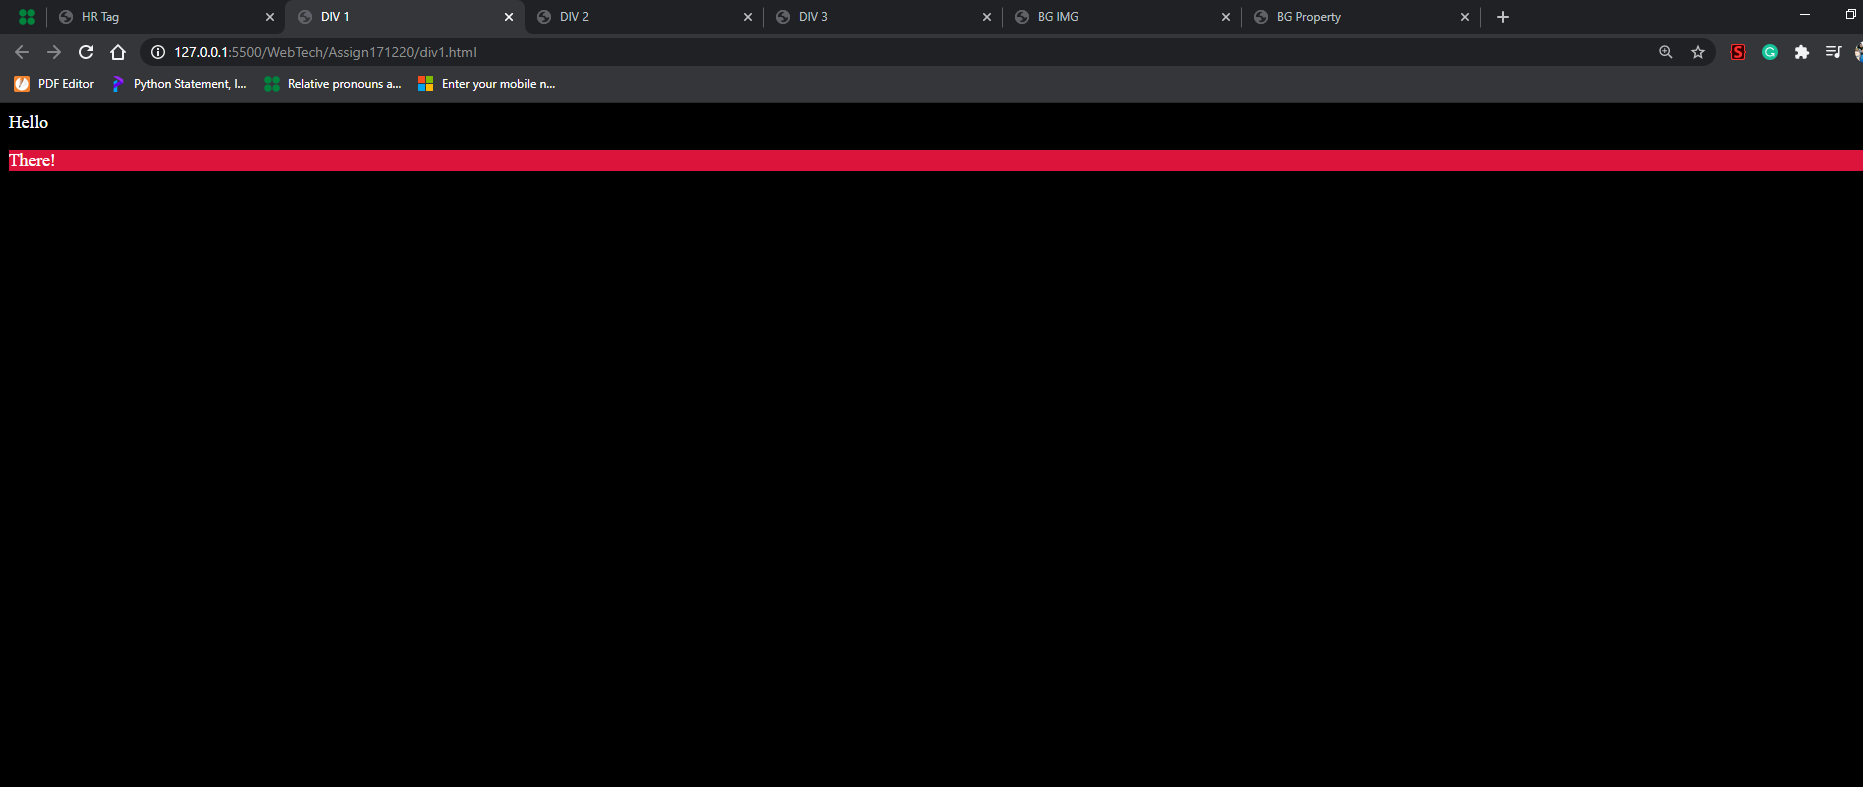 HR Tag DIV 1 DIV 2 DIV 3 BG IMG BG Property
127.0.0.1:5500/WebTech/Assign171220/div1.html
PDF Editor Python Statement, I... Relative pronouns a... Enter your mobile n...
Hello
There!